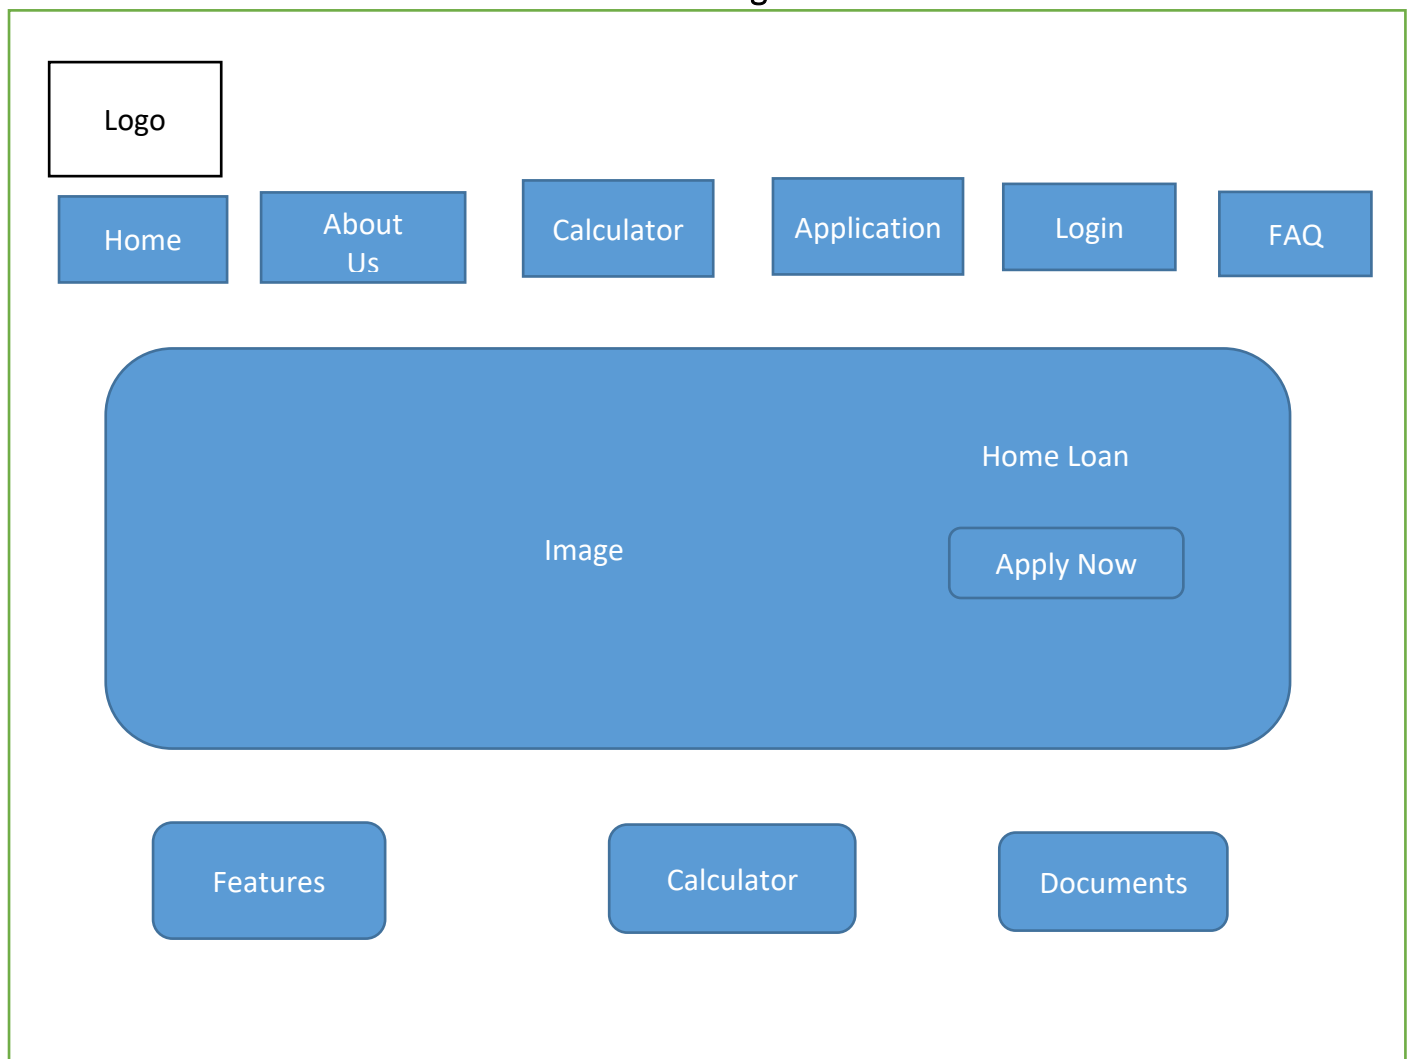 Logo
Home
About
Us
Calculator
Application
Login
FAQ
Home Loan
Image
Apply Now
Features
Calculator
Documents